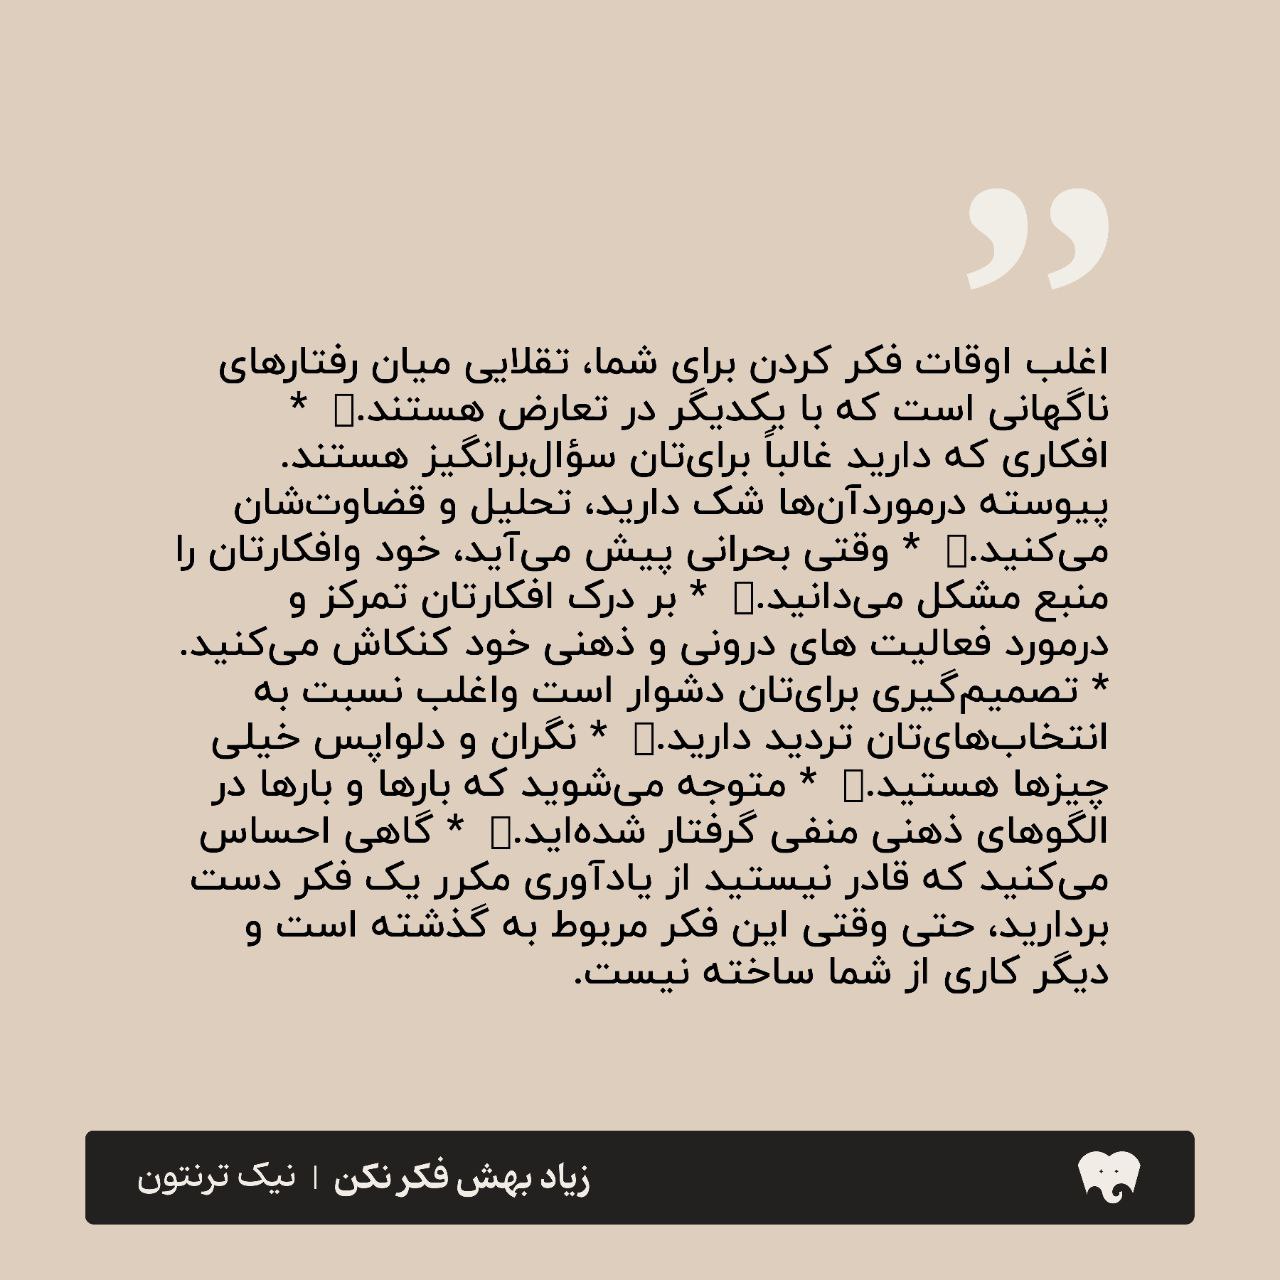 ”
اغلب اوقات فکر کردن برای شما، تقلایی میان رفتارهای
ناگهانی است که با یکدیگر در تعارض هستند.▯ *
افکاری که دارید غالباً برای‌تان سؤال‌برانگیز هستند.
پیوسته درموردآن‌ها شک دارید، تحلیل و قضاوت‌شان
می‌کنید.▯ * وقتی بحرانی پیش می‌آید، خود وافکارتان را
منبع مشکل می‌دانید.▯ * بر درک افکارتان تمرکز و
درمورد فعالیت های درونی و ذهنی خود کنکاش می‌کنید.
* تصمیم‌گیری برای‌تان دشوار است واغلب نسبت به
انتخاب‌های‌تان تردید دارید.▯ * نگران و دلواپس خیلی
چیزها هستید.▯ * متوجه می‌شوید که بارها و بارها در
الگوهای ذهنی منفی گرفتار شده‌اید.▯ * گاهی احساس
می‌کنید که قادر نیستید از یادآوری مکرر یک فکر دست
بردارید، حتی وقتی این فکر مربوط به گذشته است و
دیگر کاری از شما ساخته نیست.
زیاد بهش فکر نکن | نیک ترنتون